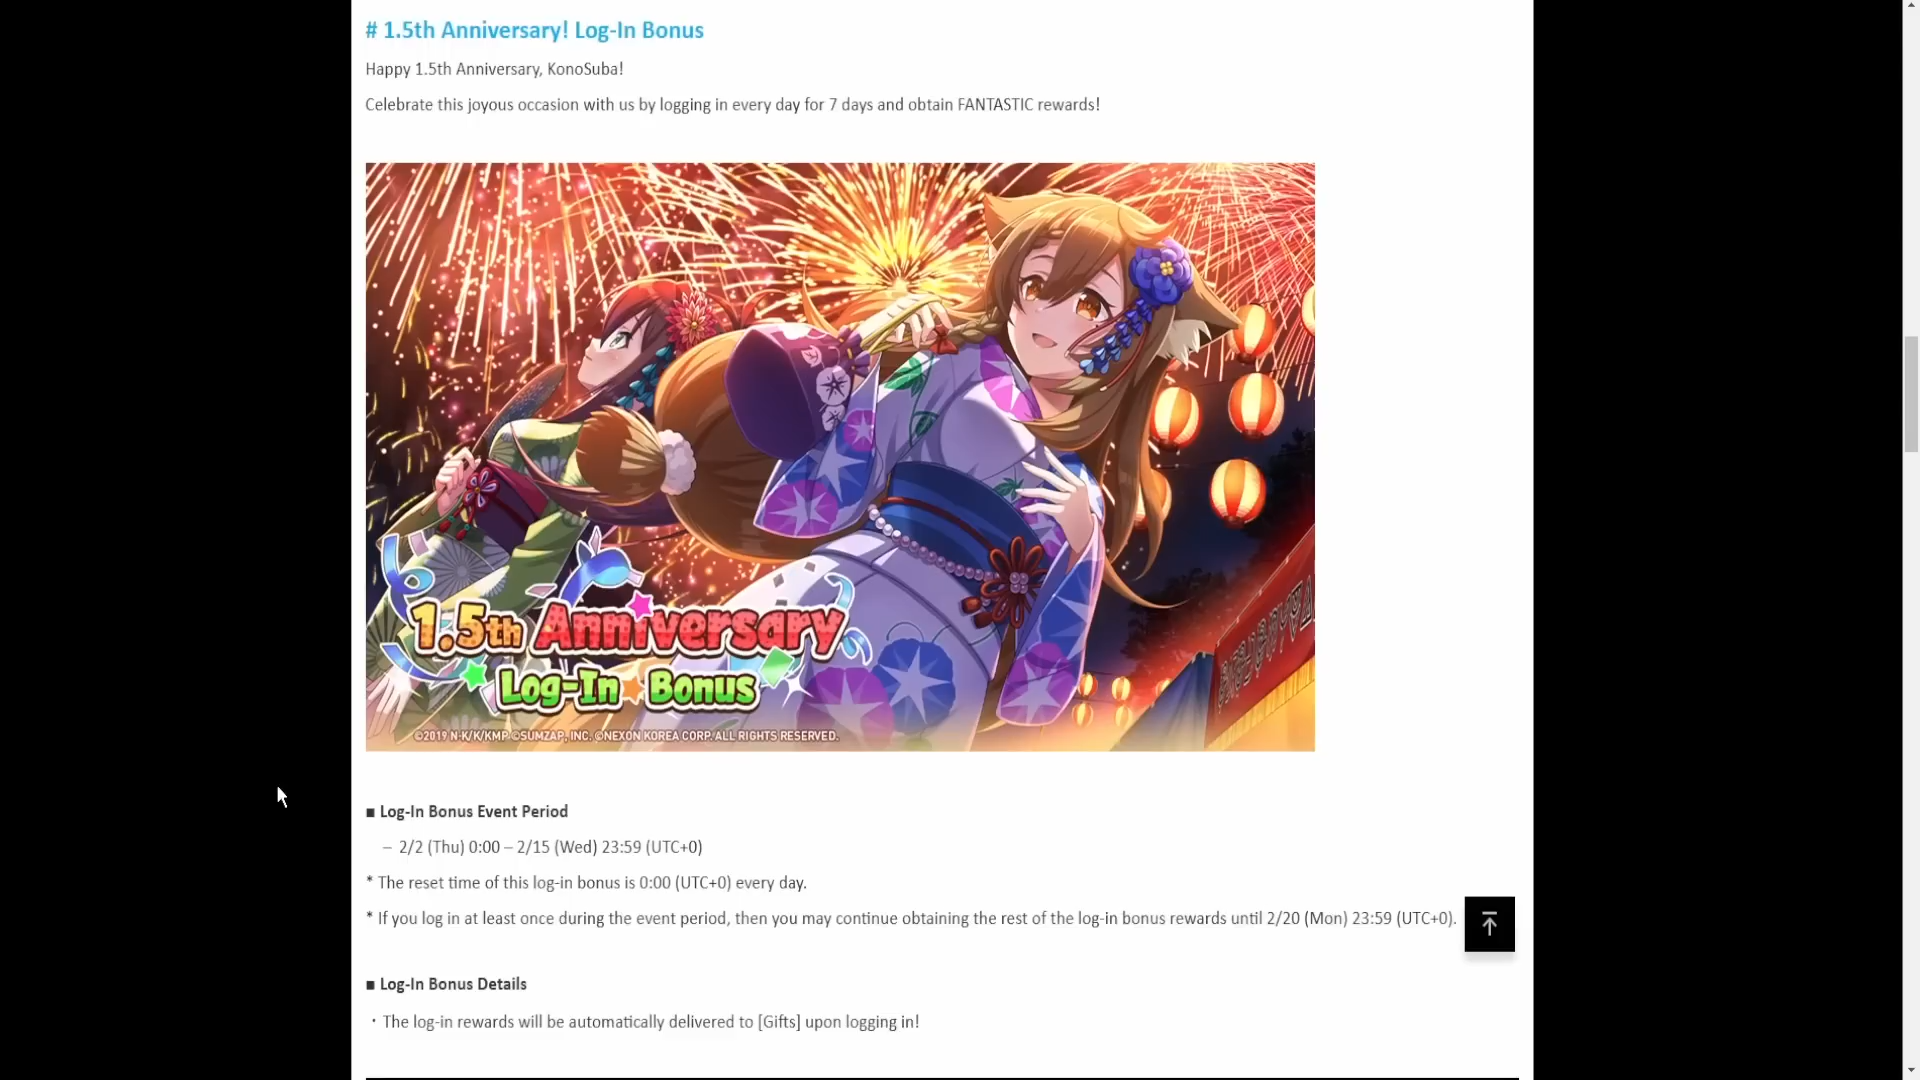 # 1.5th Anniversary! Log-In Bonus
Happy 1.5th Anniversary, KonoSuba!
Celebrate this joyous occasion with us by logging in every day for 7 days and obtain FANTASTIC rewards!
1.5th Anniversary
Log-In Bonus
©2019 N·K/K/KMP ©SUMZAP, INC. ©NEXON KOREA CORP. ALL RIGHTS RESERVED.
■ Log-In Bonus Event Period
– 2/2 (Thu) 0:00 – 2/15 (Wed) 23:59 (UTC+0)
* The reset time of this log-in bonus is 0:00 (UTC+0) every day.
* If you log in at least once during the event period, then you may continue obtaining the rest of the log-in bonus rewards until 2/20 (Mon) 23:59 (UTC+0).
■ Log-In Bonus Details
・The log-in rewards will be automatically delivered to [Gifts] upon logging in!